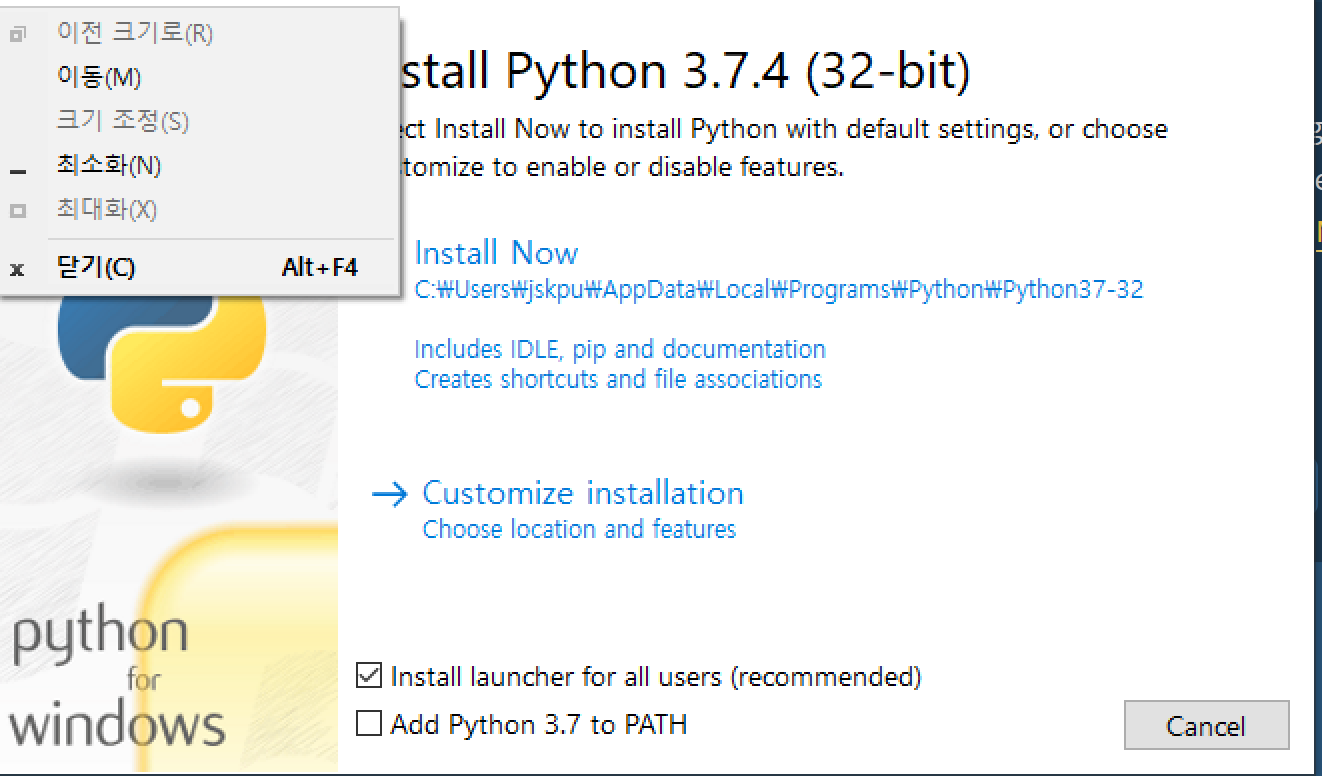 이전 크기로(R)
이동(M)
크기 조정(S)
최소화(N)
최대화(X)
닫기(C) Alt+F4
stall Python 3.7.4 (32-bit)
ect Install Now to install Python with default settings, or choose
stomize to enable or disable features.
Install Now
C:₩Users₩jskpu₩AppData₩Local₩Programs₩Python₩Python37-32
Includes IDLE, pip and documentation
Creates shortcuts and file associations
Customize installation
Choose location and features
python
for
windows
Install launcher for all users (recommended)
Add Python 3.7 to PATH
Cancel